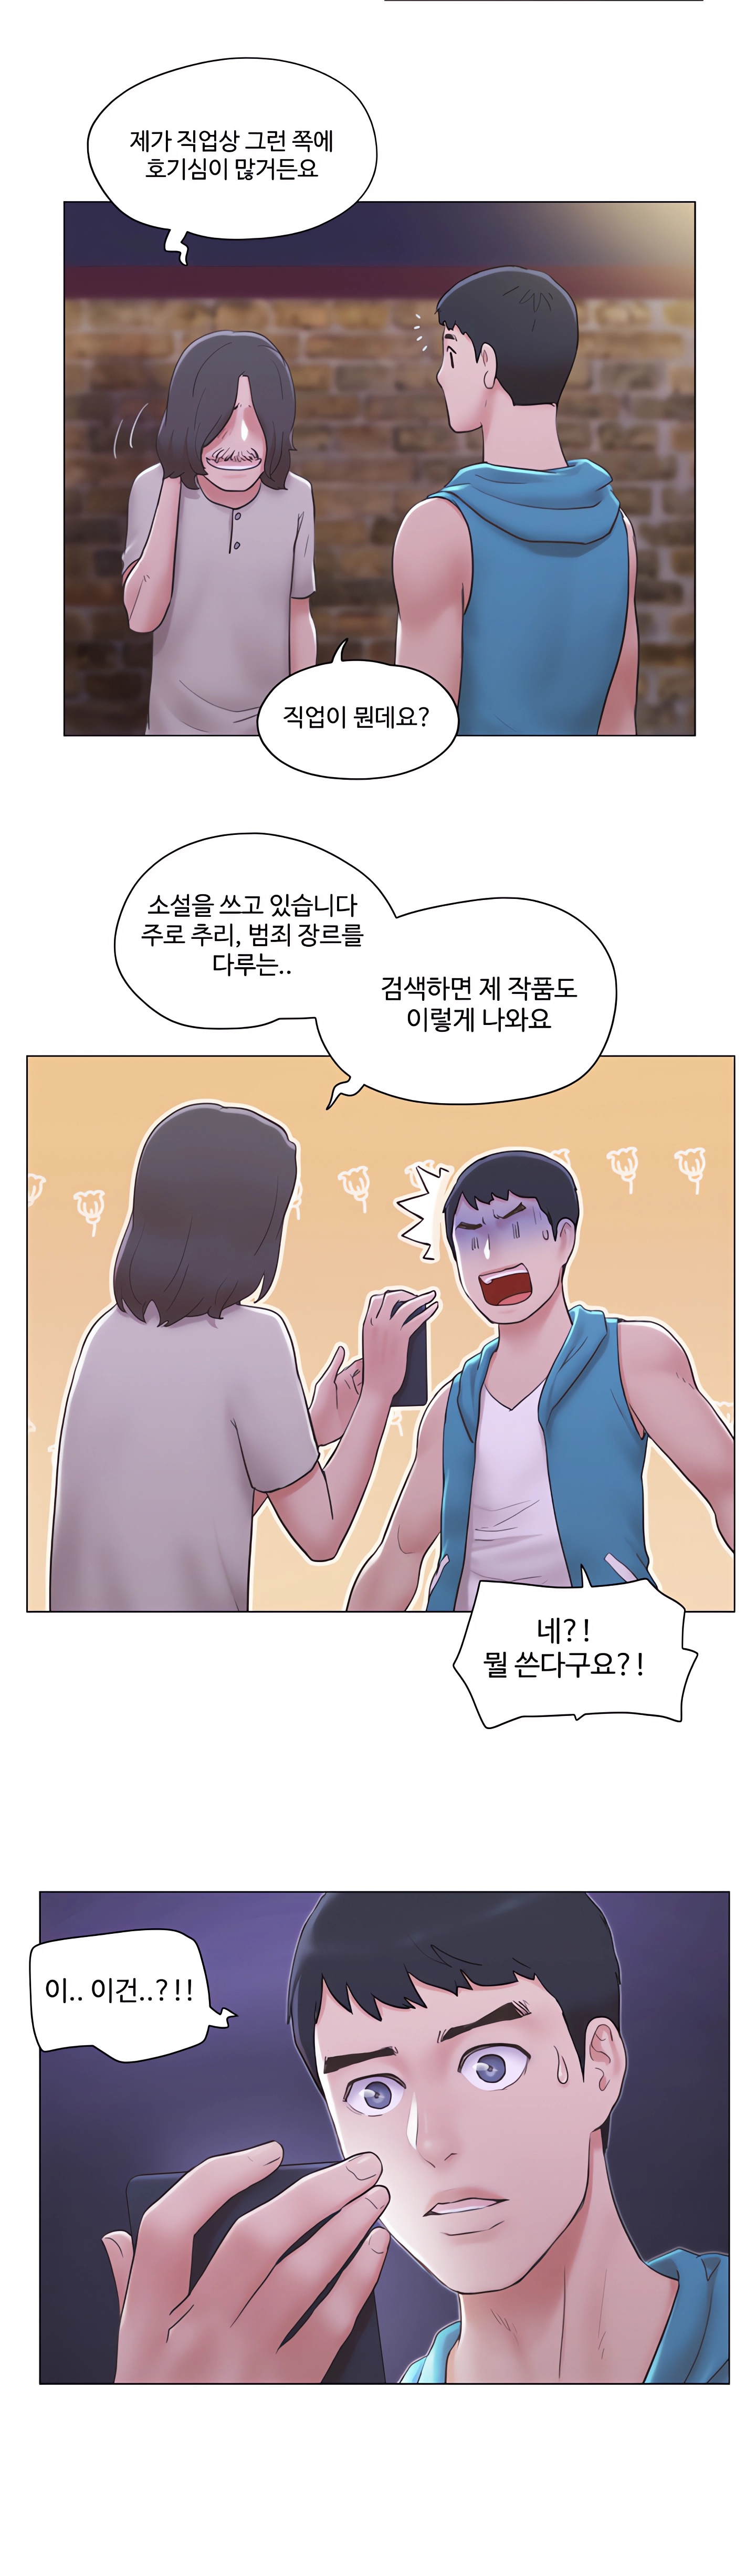 제가 직업상 그런 쪽에
호기심이 많거든요
직업이 뭔데요?
소설을 쓰고 있습니다
주로 추리, 범죄 장르를
다루는..
검색하면 제 작품도
이렇게 나와요
네?!
뭘 쓴다구요?!
이.. 이건..?!!